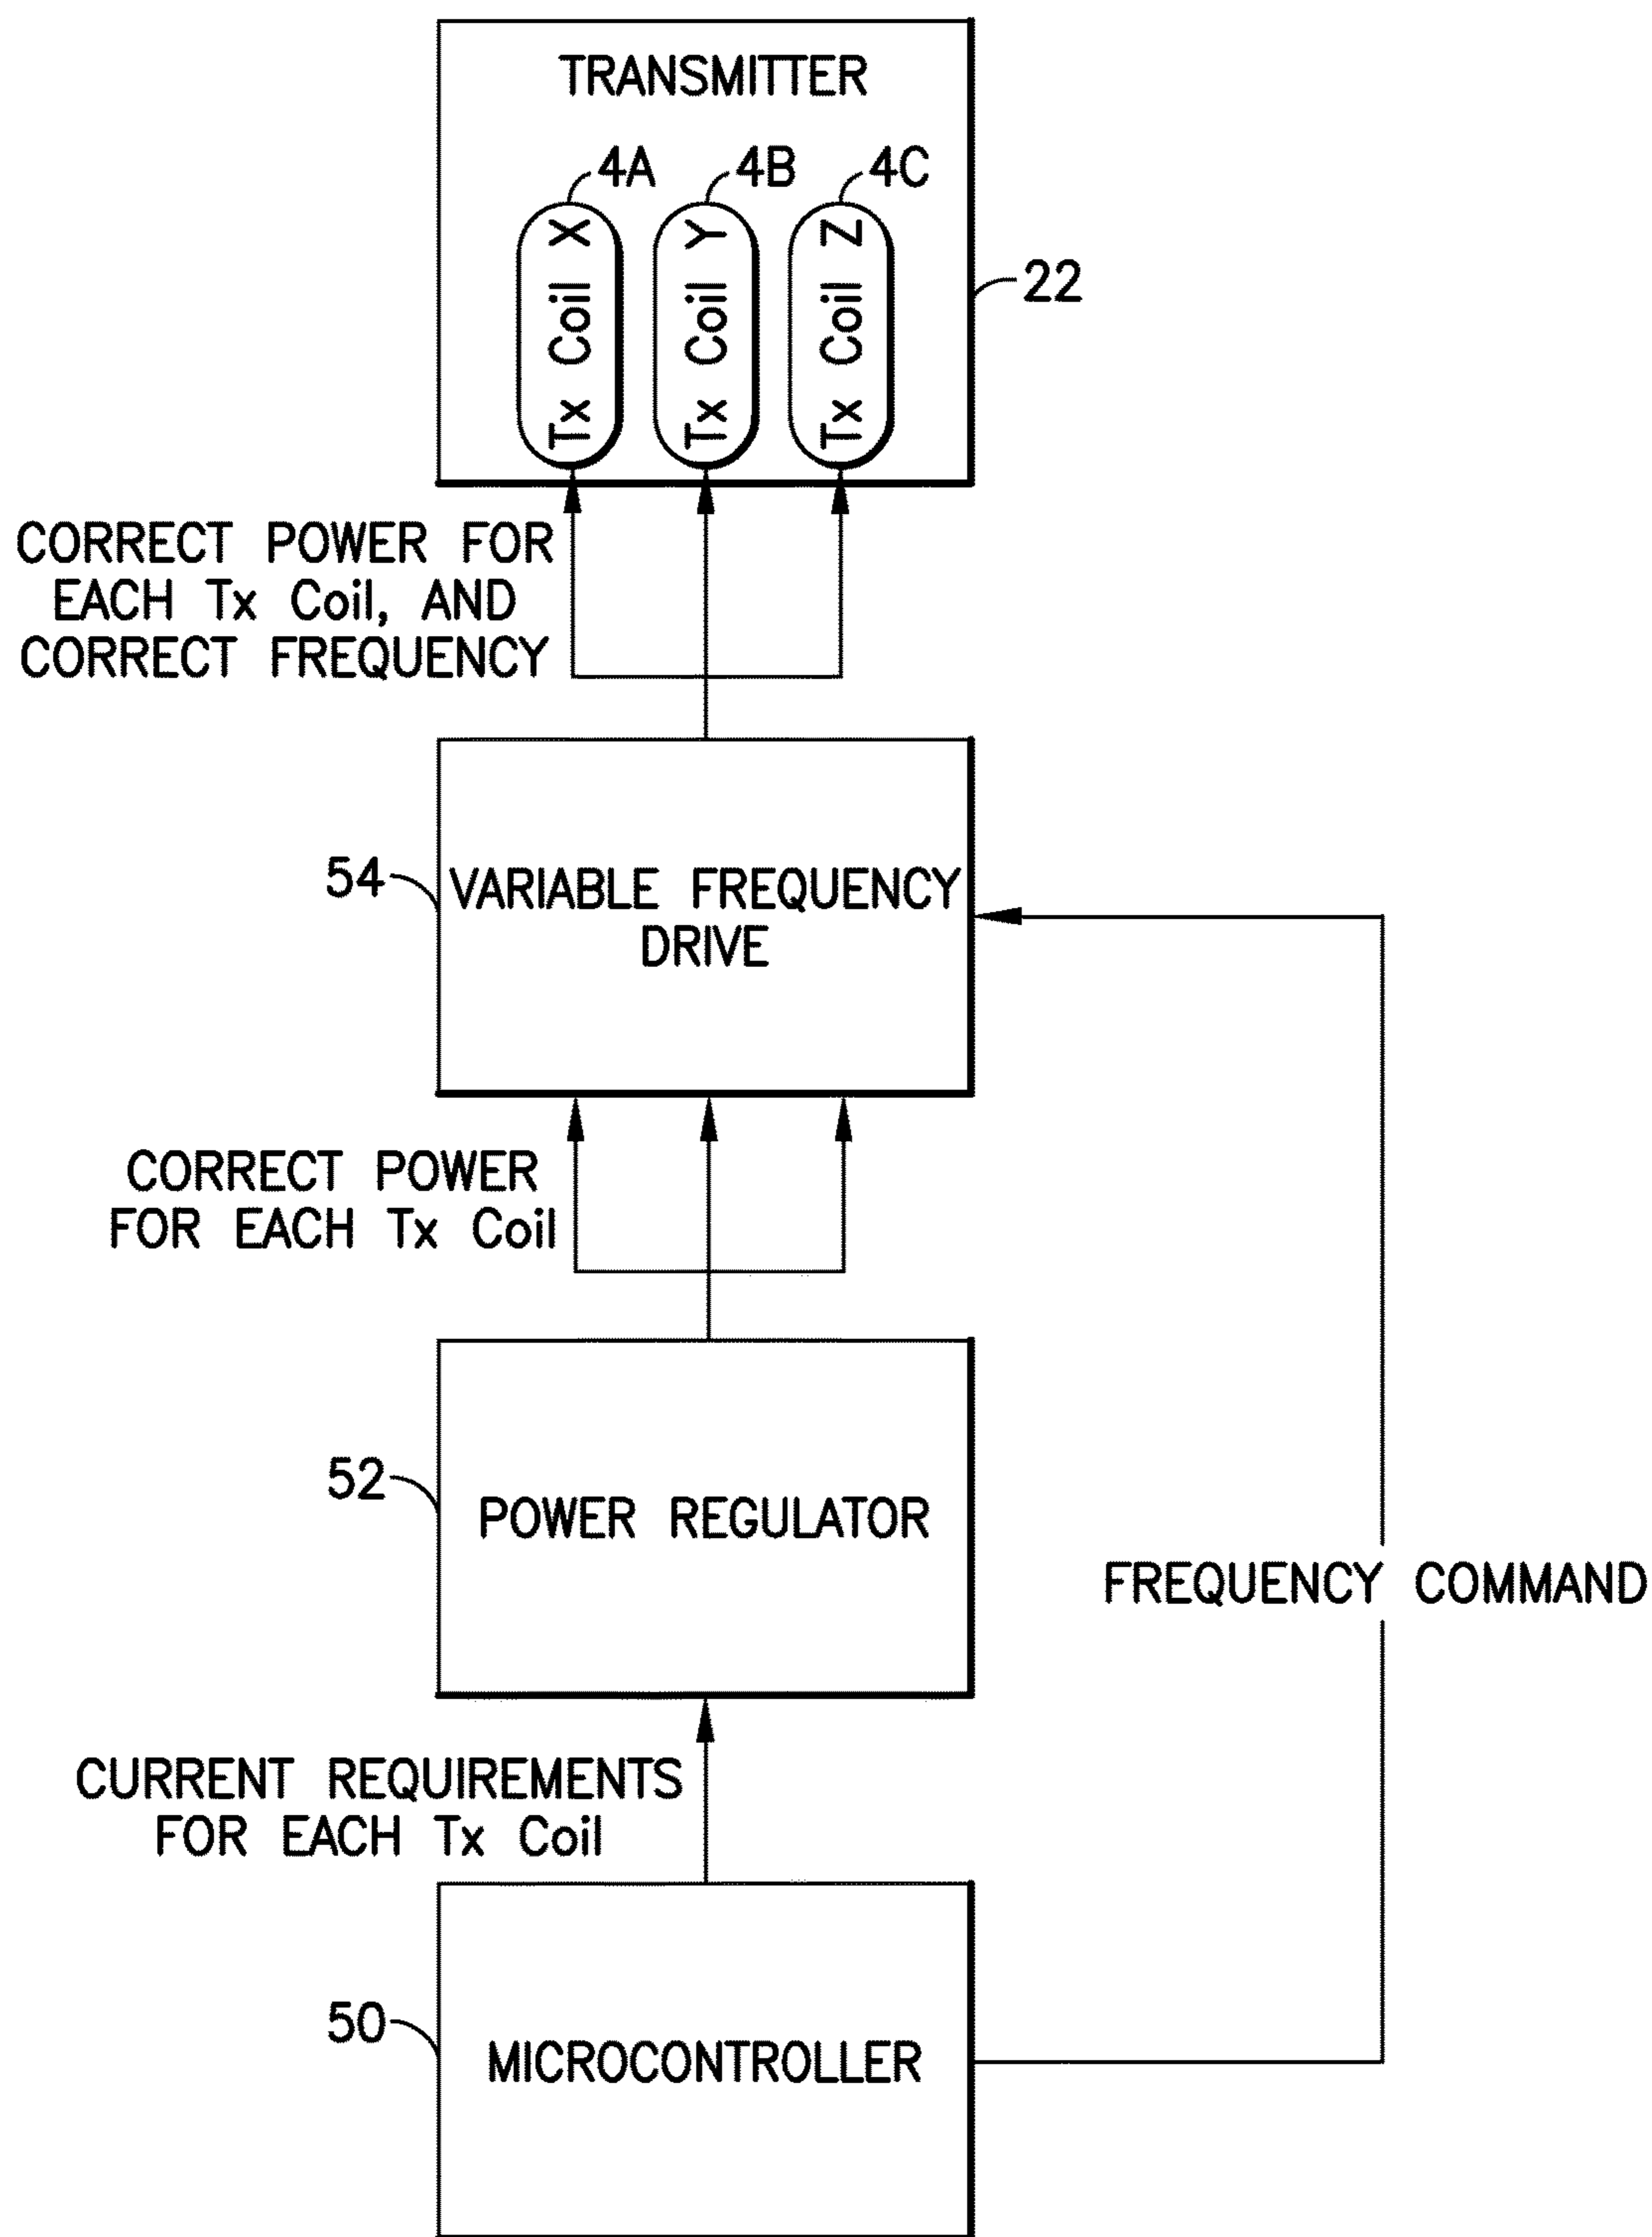 TRANSMITTER
4A
4B
4C
Tx Coil X
Tx Coil Y
Tx Coil Z
22
CORRECT POWER FOR
EACH Tx Coil, AND
CORRECT FREQUENCY
54
VARIABLE FREQUENCY
DRIVE
CORRECT POWER
FOR EACH Tx Coil
52
POWER REGULATOR
FREQUENCY COMMAND
CURRENT REQUIREMENTS
FOR EACH Tx Coil
50
MICROCONTROLLER